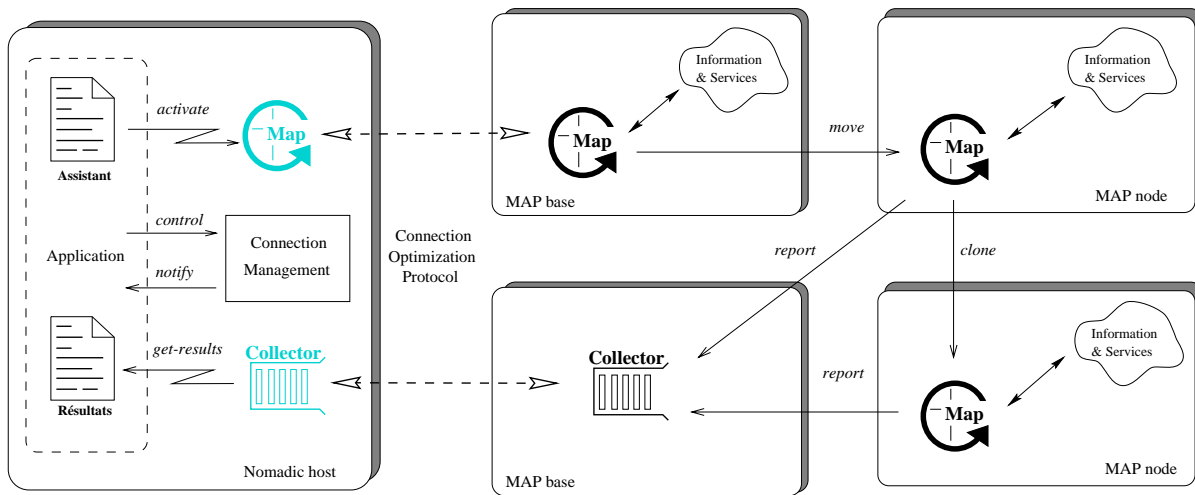 activate
Map
Assistant
control
Application
Connection
Management
notify
get-results
Collector
Résultats
Nomadic host
Connection
Optimization
Protocol
Information
& Services
Map
MAP base
move
Information
& Services
Map
MAP node
report
clone
Collector
MAP base
report
Information
& Services
Map
MAP node